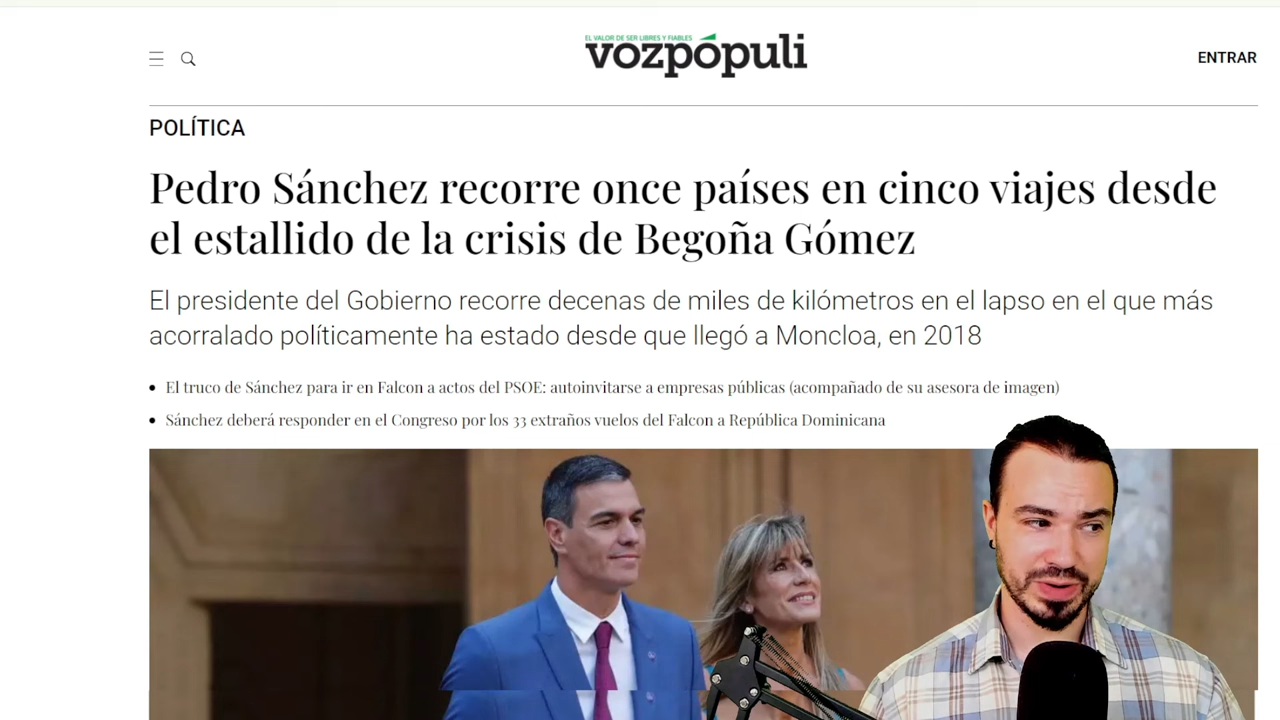 EL VALOR DE SER LIBRES Y FIABLES
vozpópuli
ENTRAR
POLÍTICA
Pedro Sánchez recorre once países en cinco viajes desde
el estallido de la crisis de Begoña Gómez
El presidente del Gobierno recorre decenas de miles de kilómetros en el lapso en el que más
acorralado políticamente ha estado desde que llegó a Moncloa, en 2018
El truco de Sánchez para ir en Falcon a actos del PSOE: autoinvitarse a empresas públicas (acompañado de su asesora de imagen)
Sánchez deberá responder en el Congreso por los 33 extraños vuelos del Falcon a República Dominicana